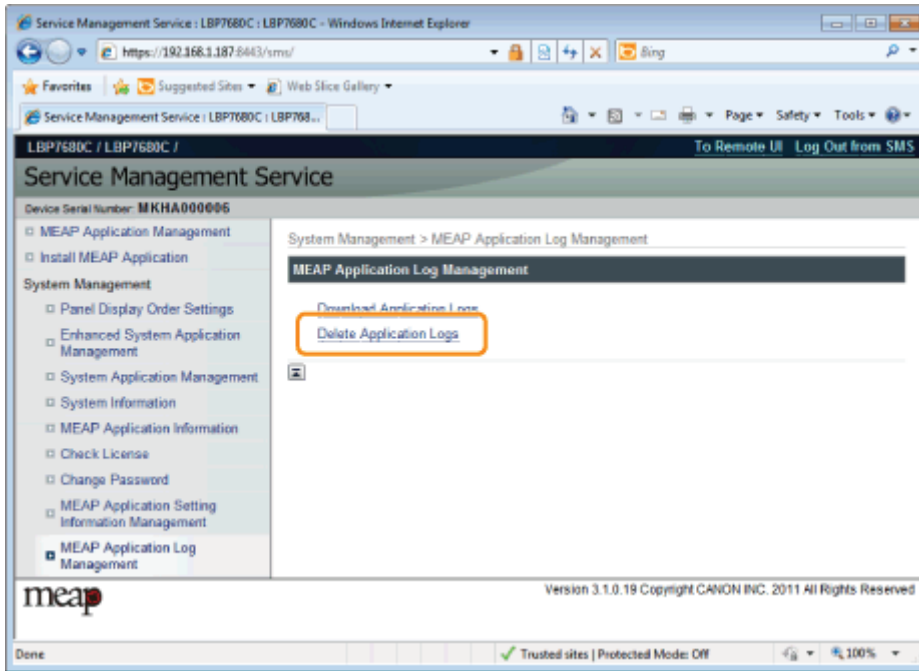 Service Management Service : LBP7680C : LBP7680C - Windows Internet Explorer
https://192.168.1.187:8443/sms/
Bing
Favorites Suggested Sites Web Slice Gallery
Service Management Service : LBP7680C : LBP768... Page Safety Tools
LBP7680C / LBP7680C / To Remote UI Log Out from SMS
Service Management Service
Device Serial Number: MKHA000006
MEAP Application Management
Install MEAP Application
System Management
Panel Display Order Settings
Enhanced System Application
Management
System Application Management
System Information
MEAP Application Information
Check License
Change Password
MEAP Application Setting
Information Management
MEAP Application Log
Management
System Management > MEAP Application Log Management
MEAP Application Log Management
Download Application Logs
Delete Application Logs
meap
Version 3.1.0.19 Copyright CANON INC. 2011 All Rights Reserved
Done Trusted sites | Protected Mode: Off 100%